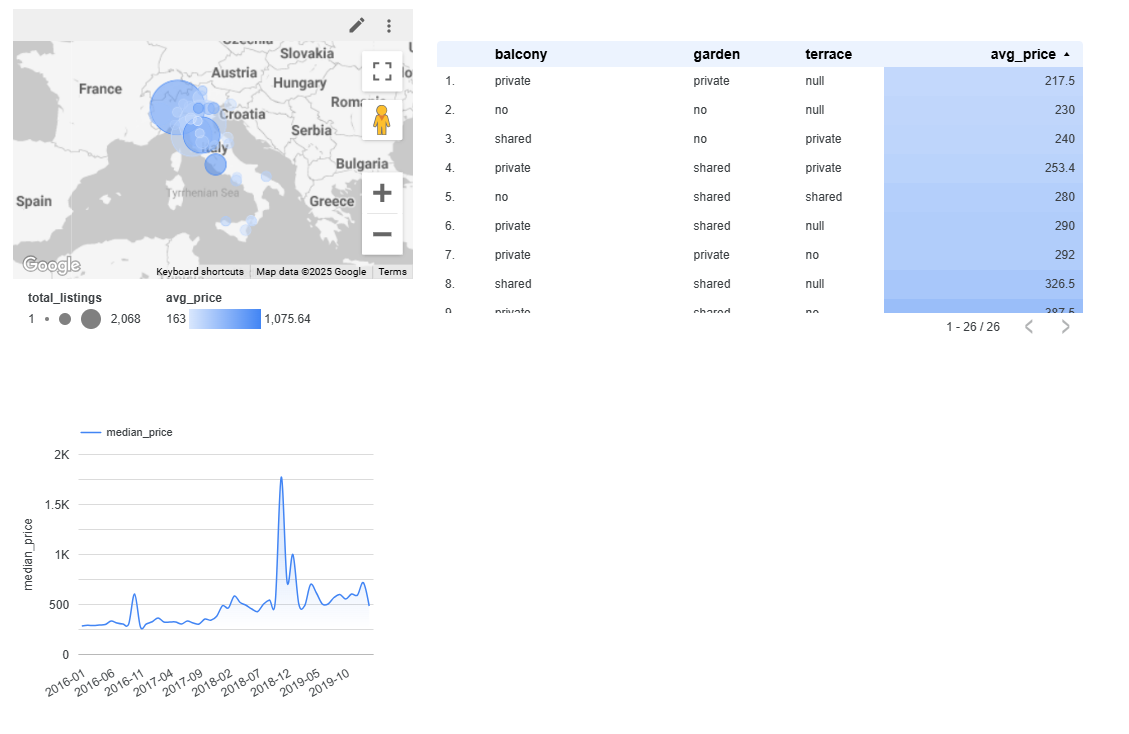 Czechia
Slovakia
Austria
France
Hungary
Romania
Croatia
Serbia
Italy
Bulgaria
Tyrrhenian Sea
Spain
Greece
Google
Keyboard shortcuts
Map data ©2025 Google
Terms
total_listings
avg_price
1
2,068
163
1,075.64
balcony garden terrace avg_price
1. private private null 217.5
2. no no null 230
3. shared no private 240
4. private shared private 253.4
5. no shared shared 280
6. private shared null 290
7. private private no 292
8. shared shared null 326.5
9. private shared no 387.5
1 - 26 / 26
median_price
2K
1.5K
1K
500
0
median_price
2016-01
2016-06
2016-11
2017-04
2017-09
2018-02
2018-07
2018-12
2019-05
2019-10